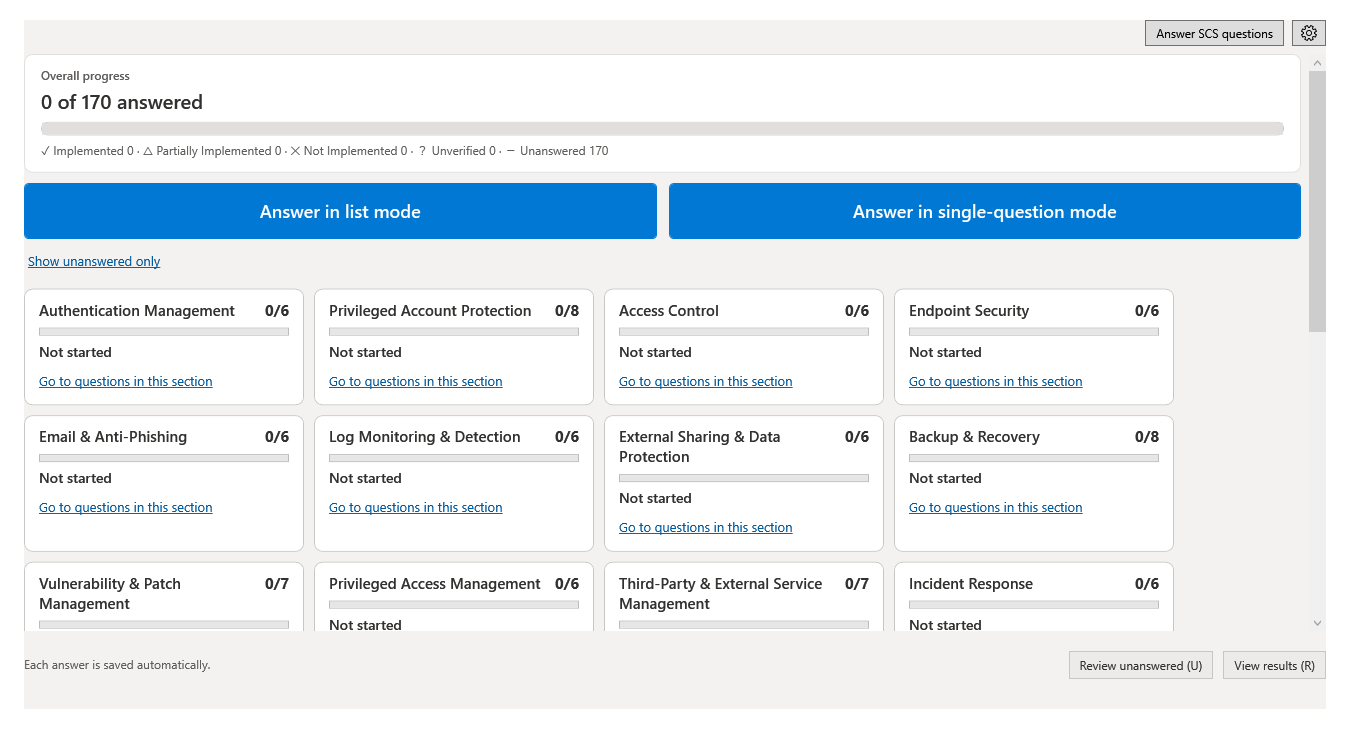 Answer SCS questions
Overall progress
0 of 170 answered
✓ Implemented 0 · △ Partially Implemented 0 · ✕ Not Implemented 0 · ? Unverified 0 · − Unanswered 170
Answer in list mode
Answer in single-question mode
Show unanswered only
Authentication Management 0/6
Not started
Go to questions in this section
Privileged Account Protection 0/8
Not started
Go to questions in this section
Access Control 0/6
Not started
Go to questions in this section
Endpoint Security 0/6
Not started
Go to questions in this section
Email & Anti-Phishing 0/6
Not started
Go to questions in this section
Log Monitoring & Detection 0/6
Not started
Go to questions in this section
External Sharing & Data 0/6
Protection
Not started
Go to questions in this section
Backup & Recovery 0/8
Not started
Go to questions in this section
Vulnerability & Patch 0/7
Management
Privileged Access Management 0/6
Not started
Third-Party & External Service 0/7
Management
Incident Response 0/6
Not started
Each answer is saved automatically.
Review unanswered (U)
View results (R)